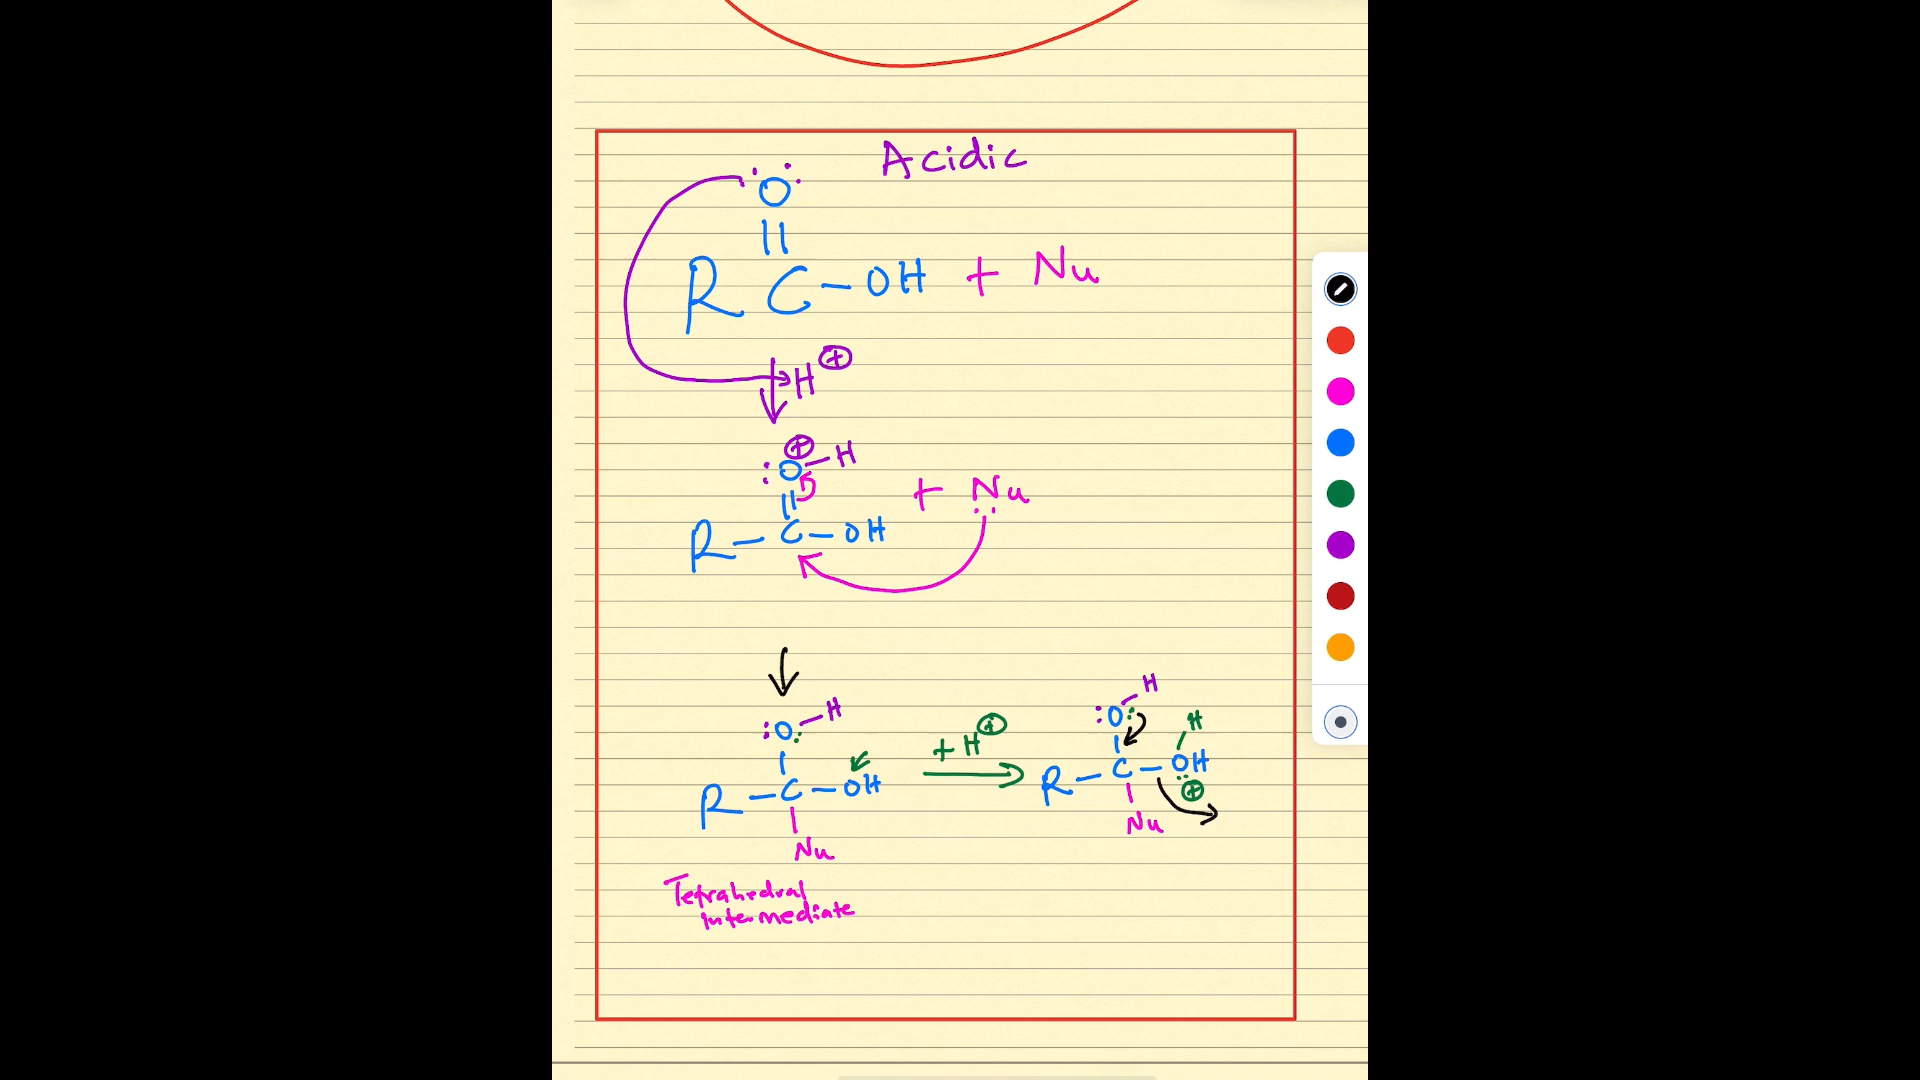 Acidic
:O:
||
R C - OH + Nu
H⊕
⊕
:O - H
||
R - C - OH + Nu
:O: - H
|
R - C - OH
|
Nu
+ H⊕
H
:O: H
R - C - OH
⊕
Nu
Tetrahedral
Intermediate